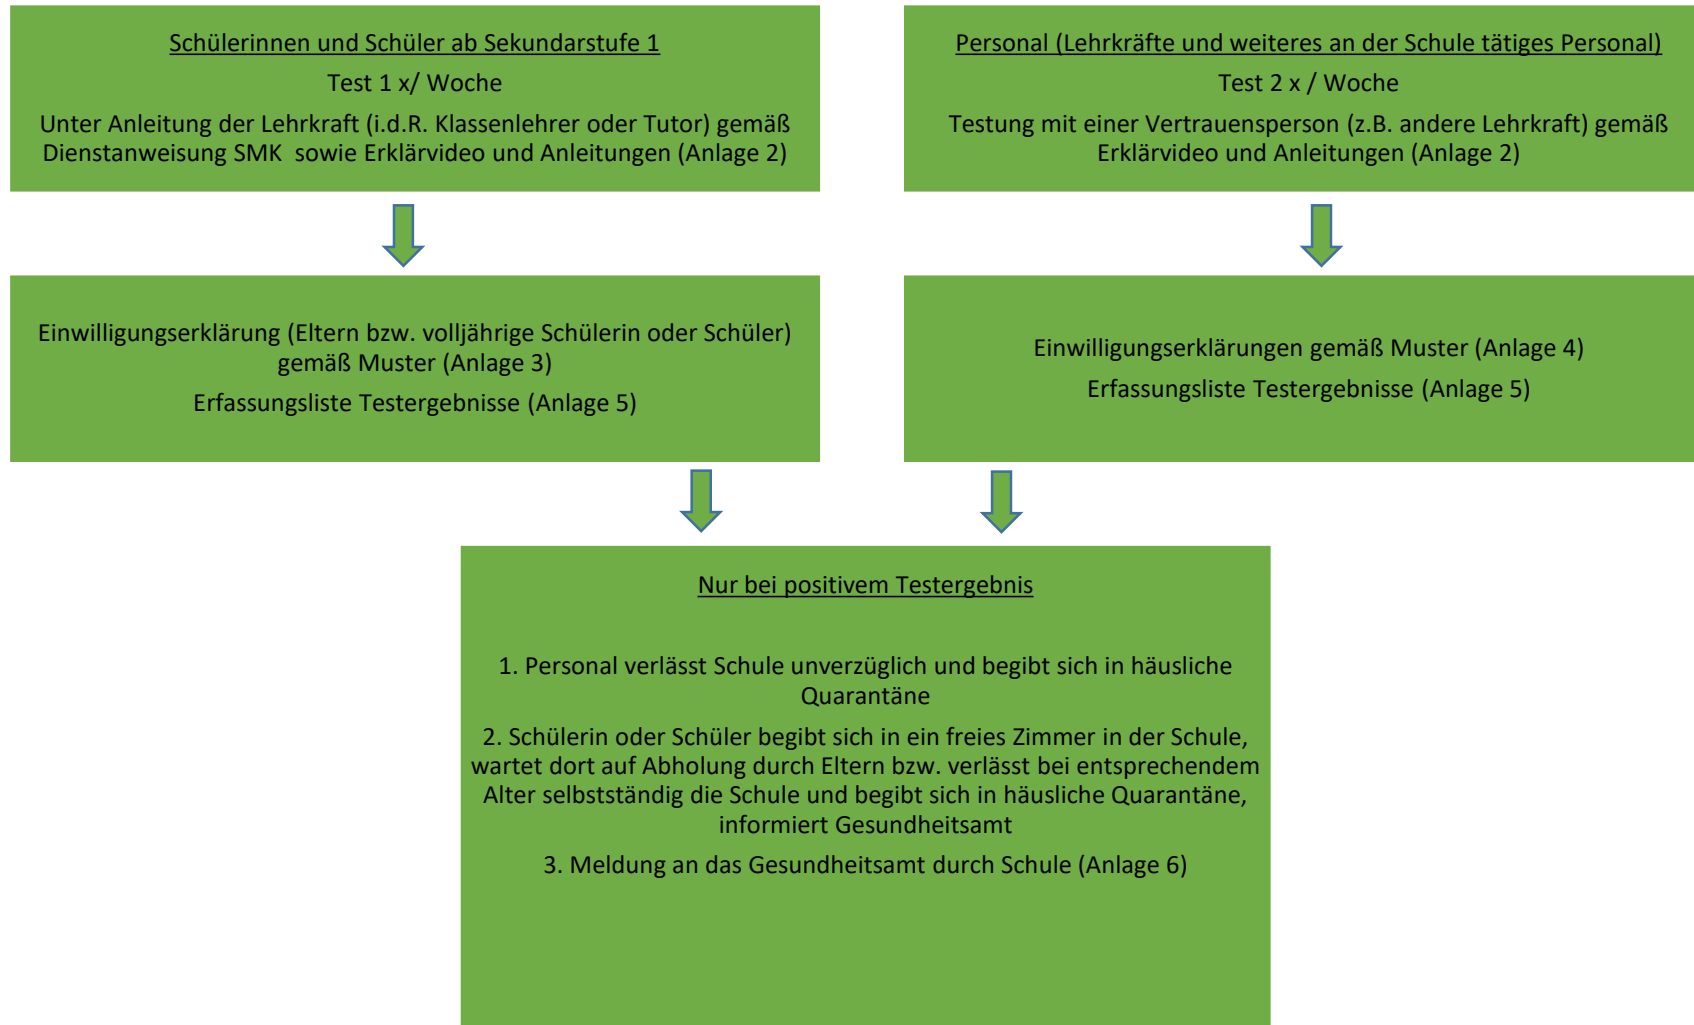 Schülerinnen und Schüler ab Sekundarstufe 1
Test 1 x/ Woche
Unter Anleitung der Lehrkraft (i.d.R. Klassenlehrer oder Tutor) gemäß
Dienstanweisung SMK  sowie Erklärvideo und Anleitungen (Anlage 2)
Personal (Lehrkräfte und weiteres an der Schule tätiges Personal)
Test 2 x / Woche
Testung mit einer Vertrauensperson (z.B. andere Lehrkraft) gemäß
Erklärvideo und Anleitungen (Anlage 2)
Einwilligungserklärung (Eltern bzw. volljährige Schülerin oder Schüler)
gemäß Muster (Anlage 3)
Erfassungsliste Testergebnisse (Anlage 5)
Einwilligungserklärungen gemäß Muster (Anlage 4)
Erfassungsliste Testergebnisse (Anlage 5)
Nur bei positivem Testergebnis
1. Personal verlässt Schule unverzüglich und begibt sich in häusliche
Quarantäne
2. Schülerin oder Schüler begibt sich in ein freies Zimmer in der Schule,
wartet dort auf Abholung durch Eltern bzw. verlässt bei entsprechendem
Alter selbstständig die Schule und begibt sich in häusliche Quarantäne,
informiert Gesundheitsamt
3. Meldung an das Gesundheitsamt durch Schule (Anlage 6)